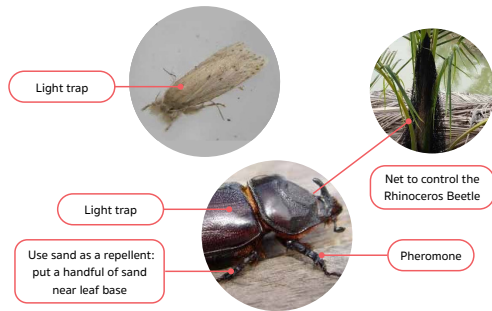 Light trap
Net to control the
Rhinoceros Beetle
Light trap
Use sand as a repellent:
put a handful of sand
near leaf base
Pheromone